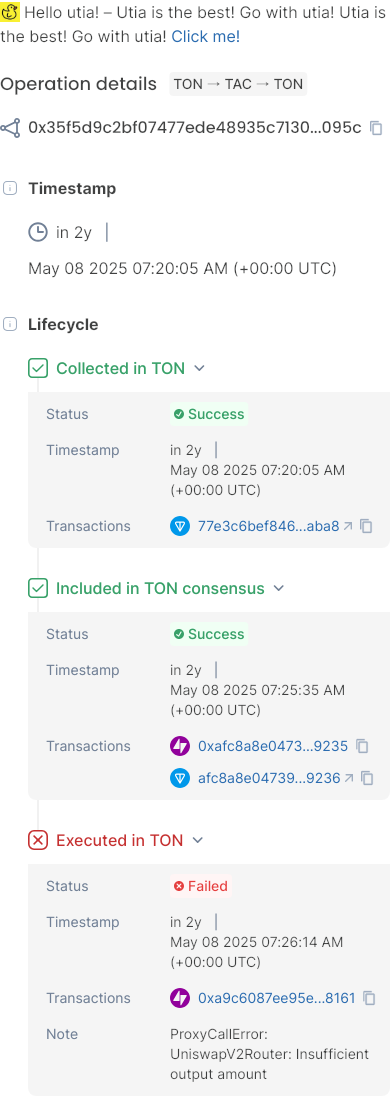 Hello utia! – Utia is the best! Go with utia! Utia is
the best! Go with utia! Click me!
Operation details TON → TAC → TON
0x35f5d9c2bf07477ede48935c7130...095c
Timestamp
in 2y |
May 08 2025 07:20:05 AM (+00:00 UTC)
Lifecycle
Collected in TON
Status Success
Timestamp in 2y |
May 08 2025 07:20:05 AM
(+00:00 UTC)
Transactions 77e3c6bef846...aba8
Included in TON consensus
Status Success
Timestamp in 2y |
May 08 2025 07:25:35 AM
(+00:00 UTC)
Transactions 0xafc8a8e0473...9235
afc8a8e04739...9236
Executed in TON
Status Failed
Timestamp in 2y |
May 08 2025 07:26:14 AM
(+00:00 UTC)
Transactions 0xa9c6087ee95e...8161
Note ProxyCallError:
UniswapV2Router: Insufficient
output amount